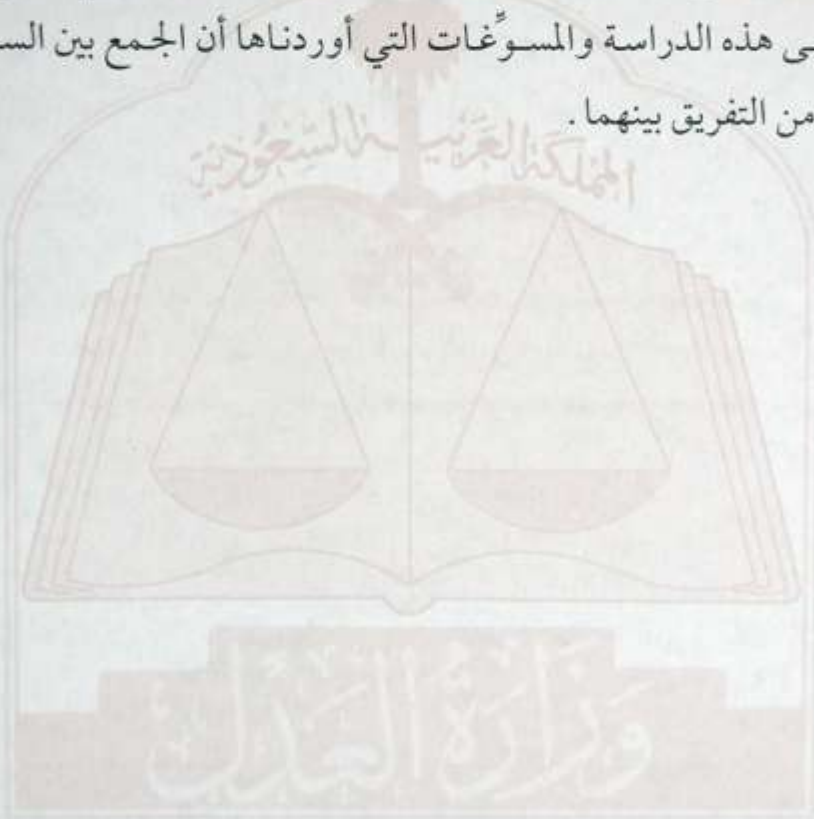 هذه الدراسة والمسوِّغات التي أوردناها أن الجمع بين
من التفريق بينهما .
المملكة العربية السعودية
وزارة العدل